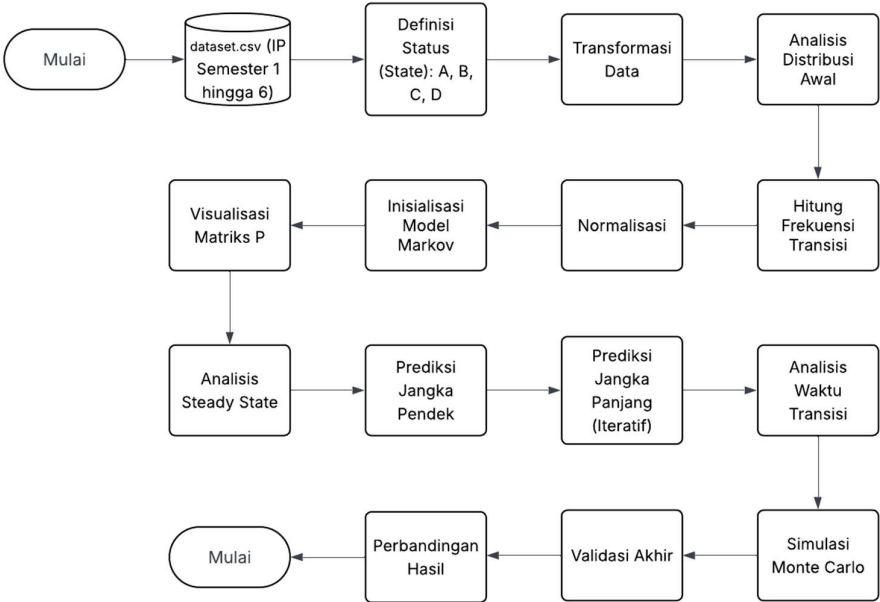 Mulai
dataset.csv (IP
Semester 1
hingga 6)
Definisi
Status
(State): A, B,
C, D
Transformasi
Data
Analisis
Distribusi
Awal
Visualisasi
Matriks P
Inisialisasi
Model
Markov
Normalisasi
Hitung
Frekuensi
Transisi
Analisis
Steady State
Prediksi
Jangka
Pendek
Prediksi
Jangka
Panjang
(Iteratif)
Analisis
Waktu
Transisi
Mulai
Perbandingan
Hasil
Validasi Akhir
Simulasi
Monte Carlo